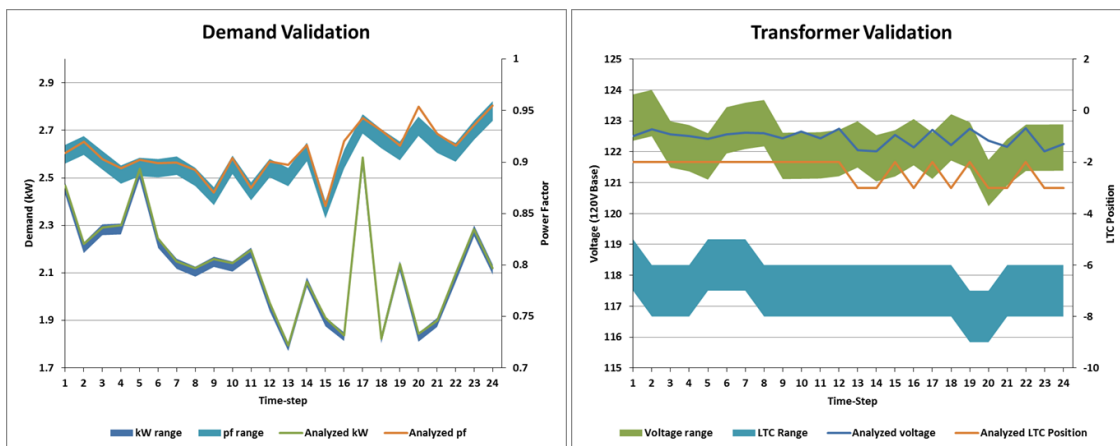 Demand Validation
2.9
2.7
2.5
2.3
2.1
1.9
1.7
Demand (kW)
1
0.95
0.9
0.85
0.8
0.75
0.7
Power Factor
1 2 3 4 5 6 7 8 9 10 11 12 13 14 15 16 17 18 19 20 21 22 23 24
Time-step
kW range pf range Analyzed kW Analyzed pf
Transformer Validation
125
124
123
122
121
120
119
118
117
116
115
Voltage (120V Base)
2
0
-2
-4
-6
-8
-10
LTC Position
1 2 3 4 5 6 7 8 9 10 11 12 13 14 15 16 17 18 19 20 21 22 23 24
Time-Step
Voltage range LTC Range Analyzed voltage Analyzed LTC Position